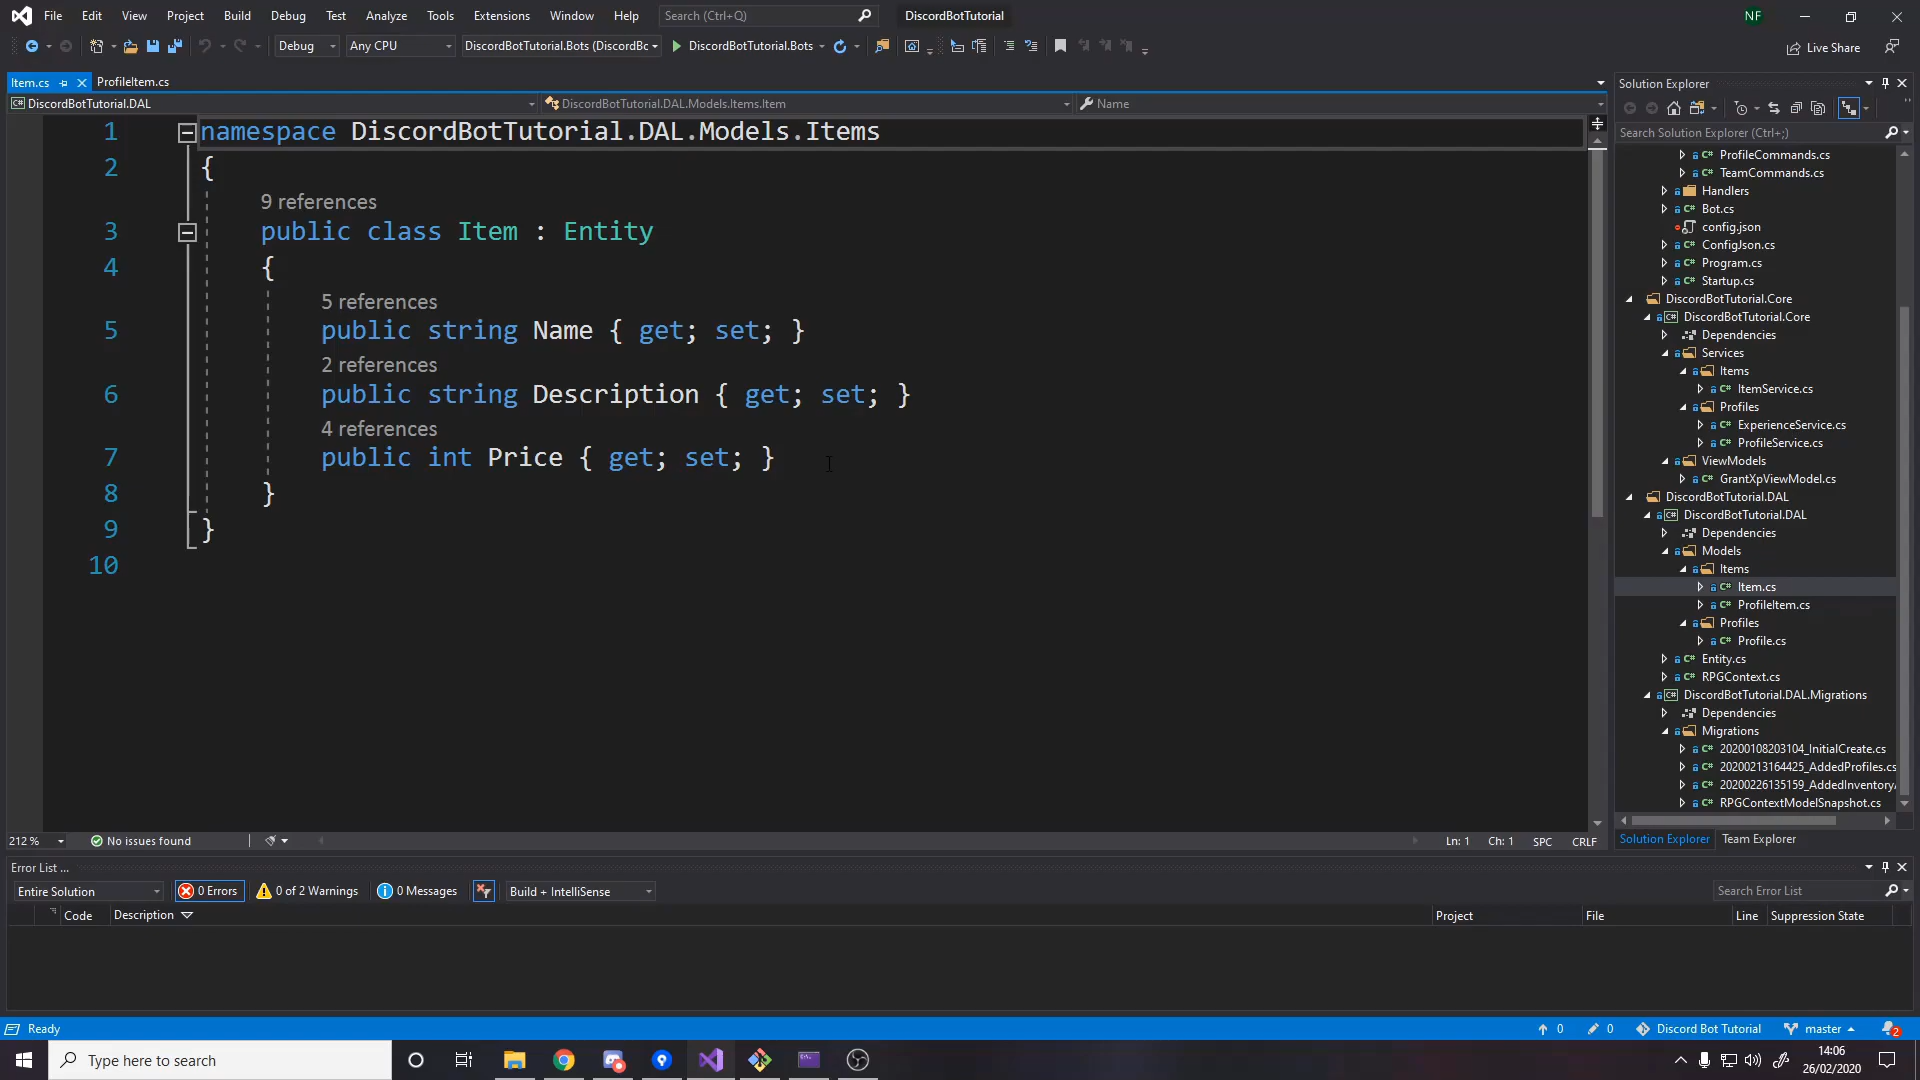 File Edit View Project Build Debug Test Analyze Tools Extensions Window Help Search (Ctrl+Q) DiscordBotTutorial NF
Debug Any CPU DiscordBotTutorial.Bots (DiscordBc DiscordBotTutorial.Bots Live Share
Item.cs ProfileItem.cs
DiscordBotTutorial.DAL DiscordBotTutorial.DAL.Models.Items.Item Name
1 namespace DiscordBotTutorial.DAL.Models.Items
2 {
9 references
3 public class Item : Entity
4 {
5 references
5 public string Name { get; set; }
2 references
6 public string Description { get; set; }
4 references
7 public int Price { get; set; }
8 }
9 }
10
212 % No issues found Ln: 1 Ch: 1 SPC CRLF
Solution Explorer
Search Solution Explorer (Ctrl+;)
ProfileCommands.cs
TeamCommands.cs
Handlers
Bot.cs
config.json
ConfigJson.cs
Program.cs
Startup.cs
DiscordBotTutorial.Core
DiscordBotTutorial.Core
Dependencies
Services
Items
ItemService.cs
Profiles
ExperienceService.cs
ProfileService.cs
ViewModels
GrantXpViewModel.cs
DiscordBotTutorial.DAL
DiscordBotTutorial.DAL
Dependencies
Models
Items
Item.cs
ProfileItem.cs
Profiles
Profile.cs
Entity.cs
RPGContext.cs
DiscordBotTutorial.DAL.Migrations
Dependencies
Migrations
20200108203104_InitialCreate.cs
20200213164425_AddedProfiles.cs
20200226135159_AddedInventory
RPGContextModelSnapshot.cs
Solution Explorer Team Explorer
Error List ...
Entire Solution 0 Errors 0 of 2 Warnings 0 Messages Build + IntelliSense Search Error List
Code Description Project File Line Suppression State
Ready 0 0 Discord Bot Tutorial master 2
Type here to search 14:06
26/02/2020